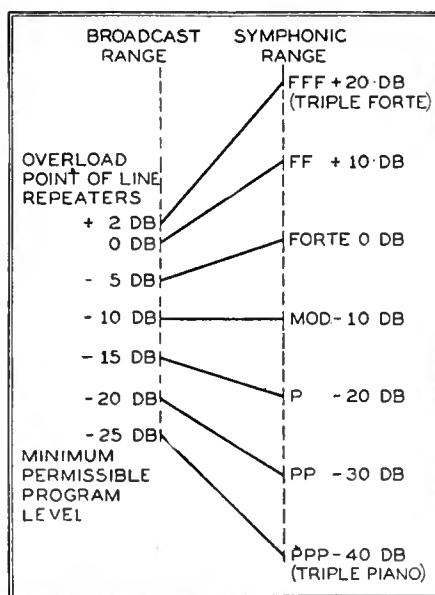 BROADCAST RANGE
SYMPHONIC RANGE
FFF +20·DB
(TRIPLE FORTE)
OVERLOAD
POINT OF LINE
REPEATERS
FF +10·DB
+ 2 DB
0 DB
FORTE 0 DB
- 5 DB
- 10 DB
MOD.- 10 DB
- 15 DB
P - 20 DB
- 20 DB
- 25 DB
MINIMUM
PERMISSIBLE
PROGRAM
LEVEL
PP - 30 DB
PPP- 40 DB
(TRIPLE PIANO)